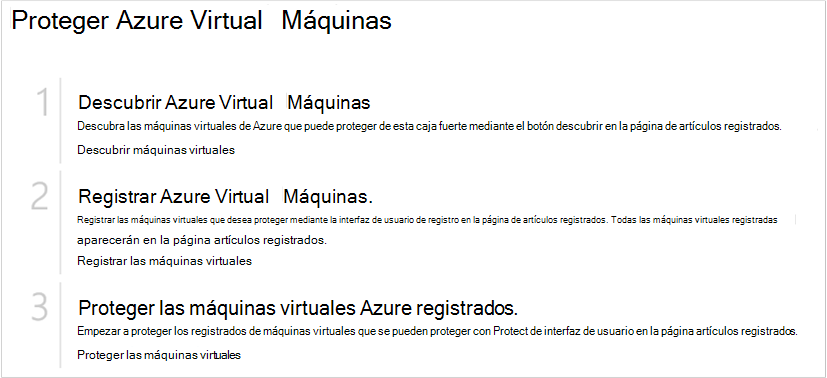 Proteger Azure Virtual Máquinas
1
Descubrir Azure Virtual Máquinas
Descubra las máquinas virtuales de Azure que puede proteger de esta caja fuerte mediante el botón descubrir en la página de artículos registrados.
Descubrir máquinas virtuales
2
Registrar Azure Virtual Máquinas.
Registrar las máquinas virtuales que desea proteger mediante la interfaz de usuario de registro en la página de artículos registrados. Todas las máquinas virtuales registradas
aparecerán en la página artículos registrados.
Registrar las máquinas virtuales
3
Proteger las máquinas virtuales Azure registrados.
Empezar a proteger los registrados de máquinas virtuales que se pueden proteger con Protect de interfaz de usuario en la página artículos registrados.
Proteger las máquinas virtuales